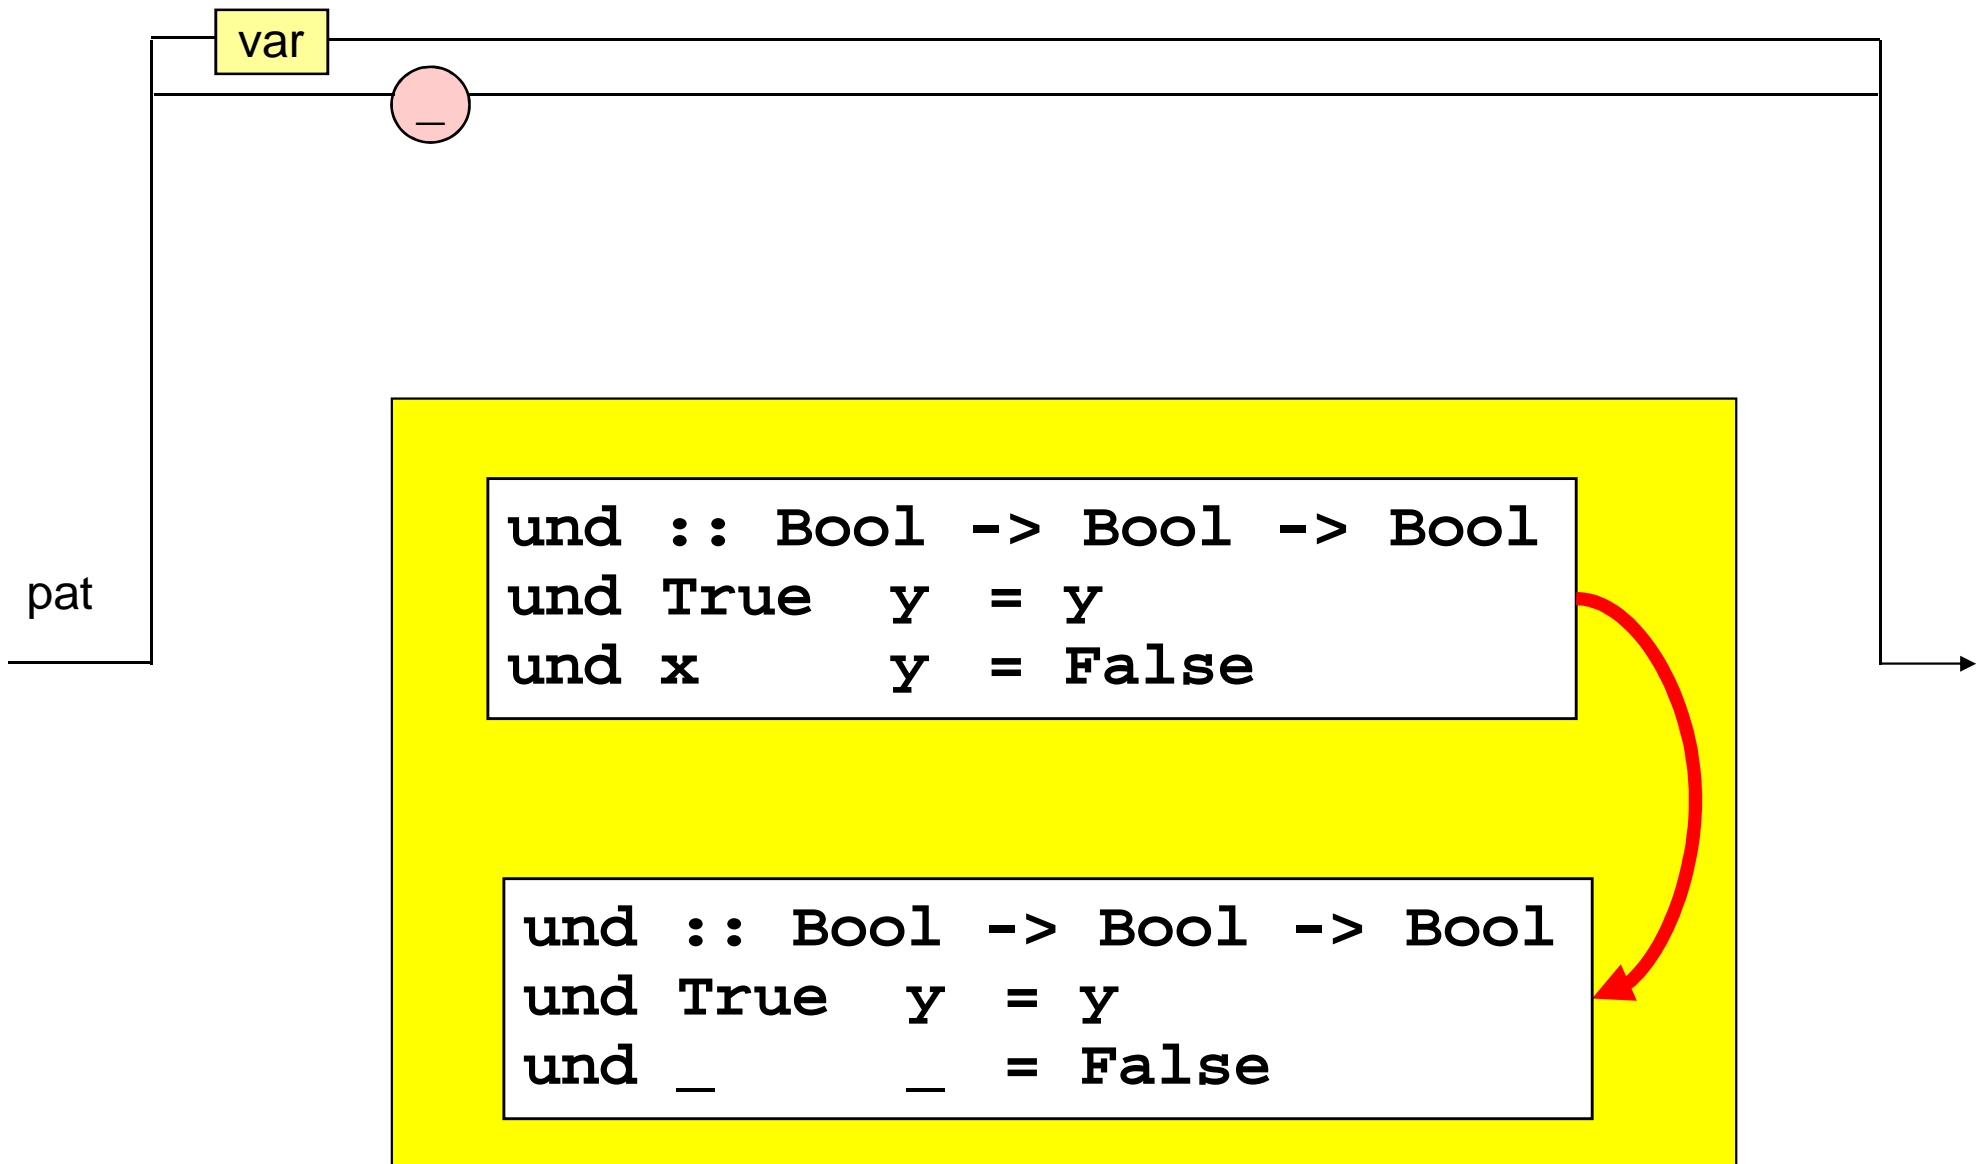 var
_
pat
und :: Bool -> Bool -> Bool
und True  y  = y
und x     y  = False
und :: Bool -> Bool -> Bool
und True  y  = y
und _     _  = False